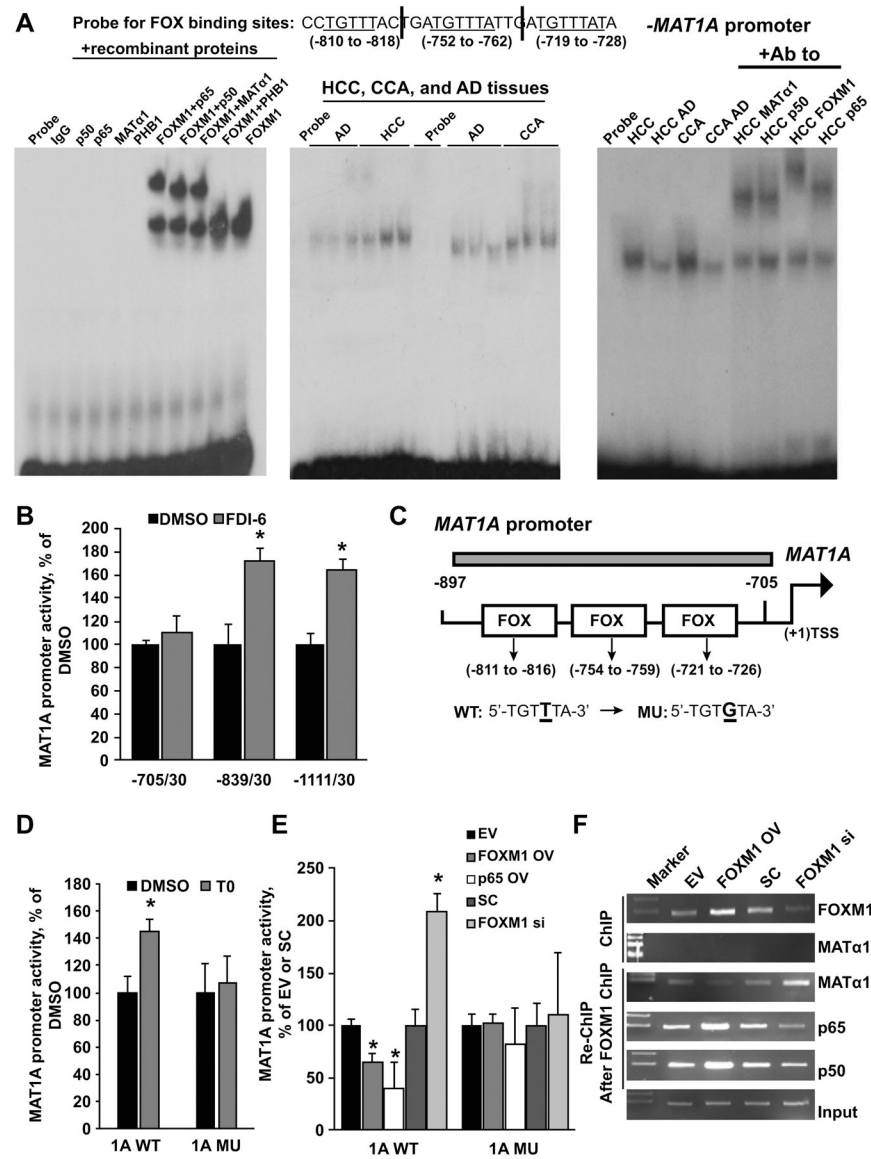 A
Probe for FOX binding sites: CCTGTTTACTGATGTTTATTGATGTTTATA
(-810 to -818) (-752 to -762) (-719 to -728)
-MAT1A promoter
+recombinant proteins
HCC, CCA, and AD tissues
+Ab to
Probe
IgG
p50
p65
MATα1
PHB1
FOXM1+p65
FOXM1+p50
FOXM1+MATα1
FOXM1+PHB1
FOXM1
Probe AD HCC Probe AD CCA
Probe
HCC
HCC AD
CCA
CCA AD
HCC MATα1
HCC p50
HCC FOXM1
HCC p65
B
DMSO FDI-6
MAT1A promoter activity, % of
DMSO
200
180
160
140
120
100
80
60
40
20
0
* *
-705/30 -839/30 -1111/30
C
MAT1A promoter
MAT1A
-897 -705
FOX FOX FOX
(+1)TSS
(-811 to -816) (-754 to -759) (-721 to -726)
WT: 5'-TGTTTA-3' MU: 5'-TGTGTA-3'
D
DMSO T0
MAT1A promoter activity, % of
DMSO
180
160
140
120
100
80
60
40
20
0
*
1A WT 1A MU
E
EV
FOXM1 OV
p65 OV
SC
FOXM1 si
MAT1A promoter activity,
% of EV or SC
250
200
150
100
50
0
* * *
1A WT 1A MU
F
Marker
EV
FOXM1 OV
SC
FOXM1 si
ChIP
FOXM1
MATα1
Re-ChIP
After FOXM1 ChIP
MATα1
p65
p50
Input